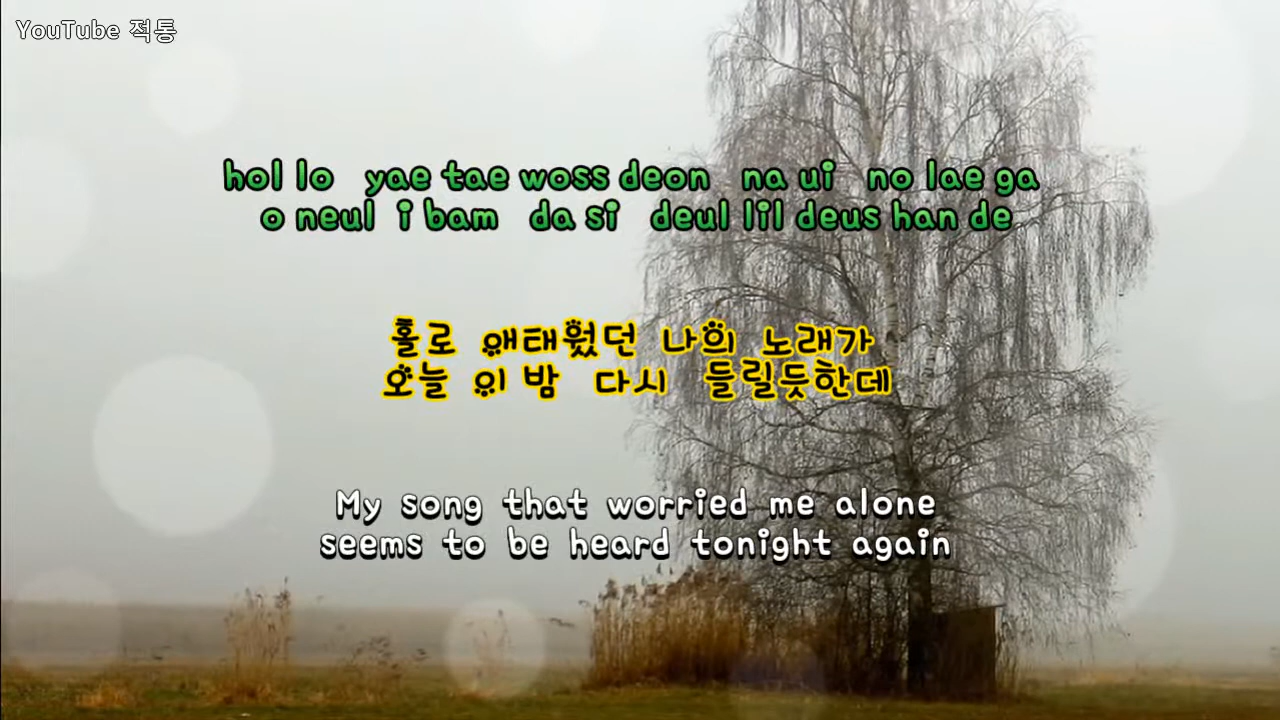 YouTube 적통
hol lo yae tae woss deon na ui no lae ga
o neul i bam da si deul lil deus han de
홀로 얘태웠던 나의 노래가
오늘 이 밤 다시 들릴듯한데
My song that worried me alone
seems to be heard tonight again